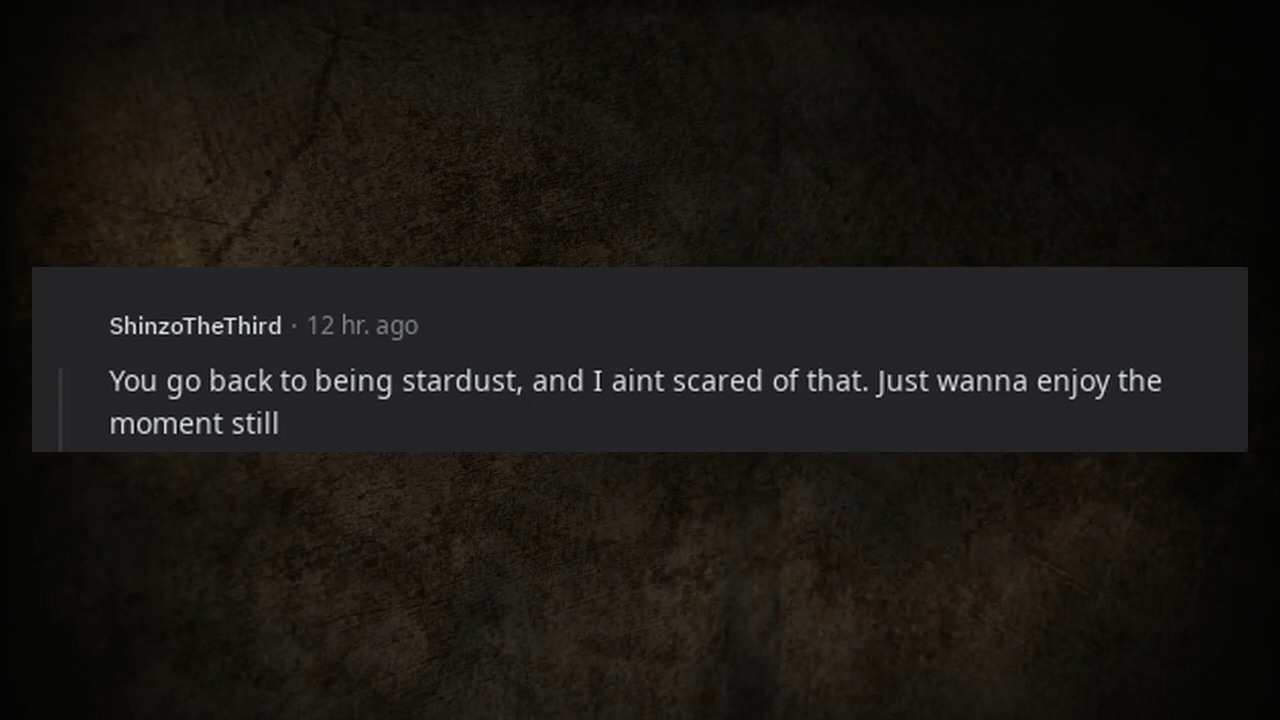 ShinzoTheThird · 12 hr. ago
You go back to being stardust, and I aint scared of that. Just wanna enjoy the
moment still